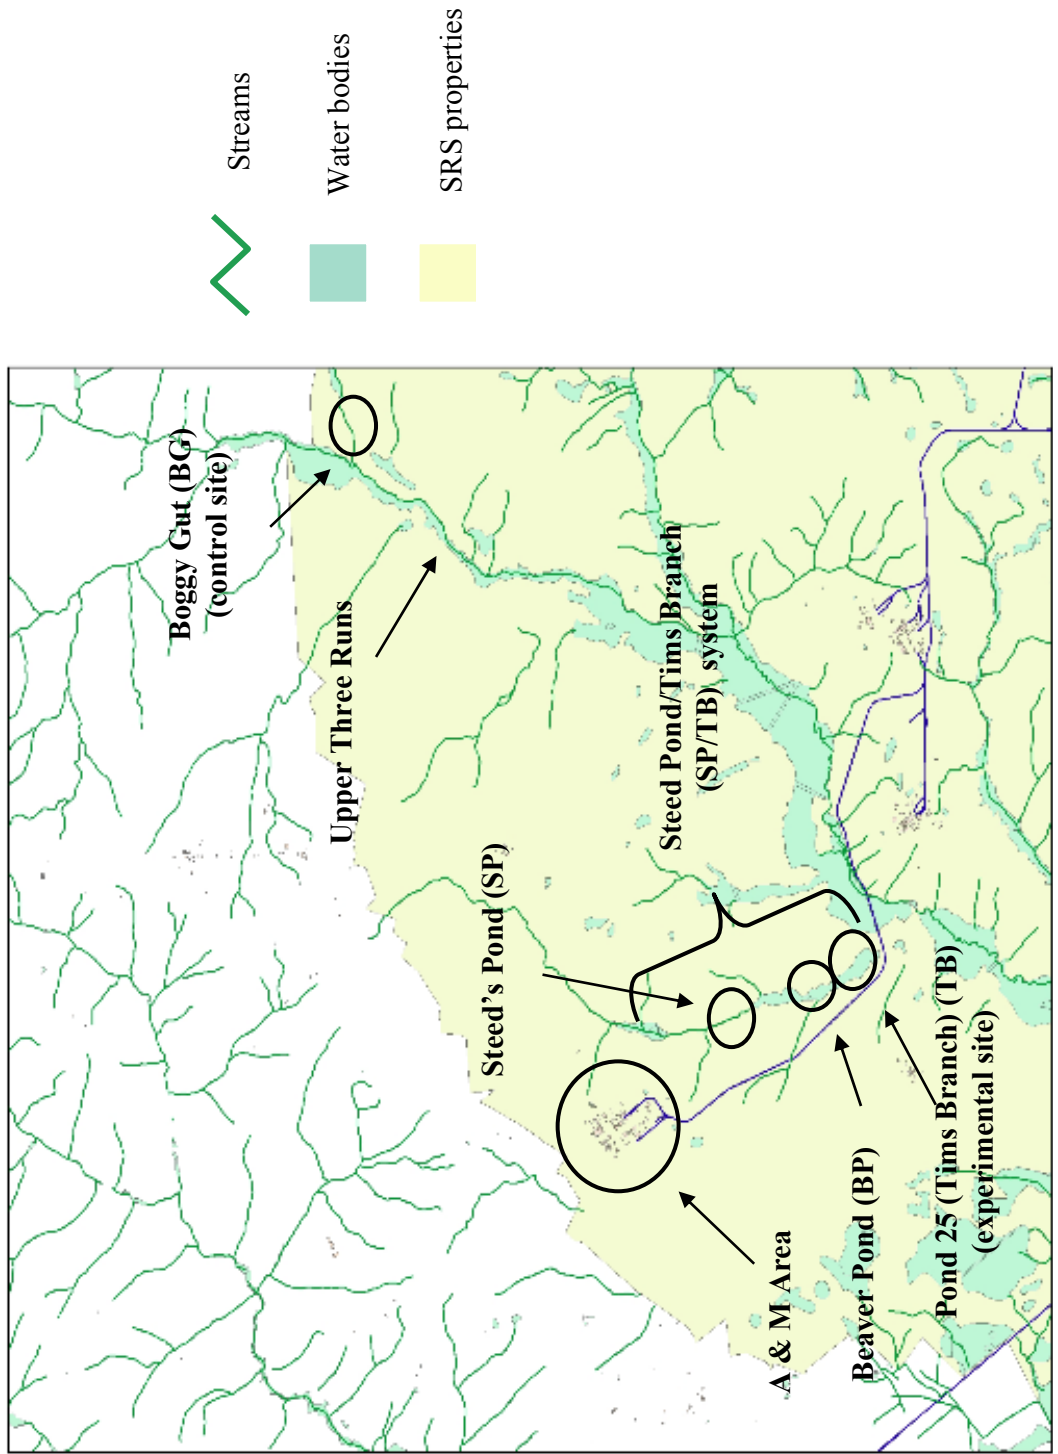 Streams
Water bodies
SRS properties
Boggy Gut (BG)
(control site)
Upper Three Runs
Steed Pond/Tims Branch
(SP/TB)  system
Steed's Pond (SP)
A & M Area
Beaver Pond (BP)
Pond 25 (Tims Branch) (TB)
(experimental site)